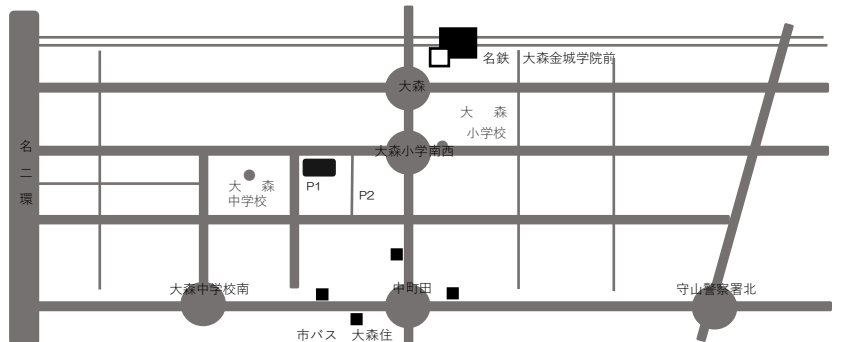 名鉄 大森金城学院前
大森
大 森
小学校
名二環
大森小学南西
P1
P2
大 森
中学校
大森中学校南
中町田
守山警察署北
市バス 大森住